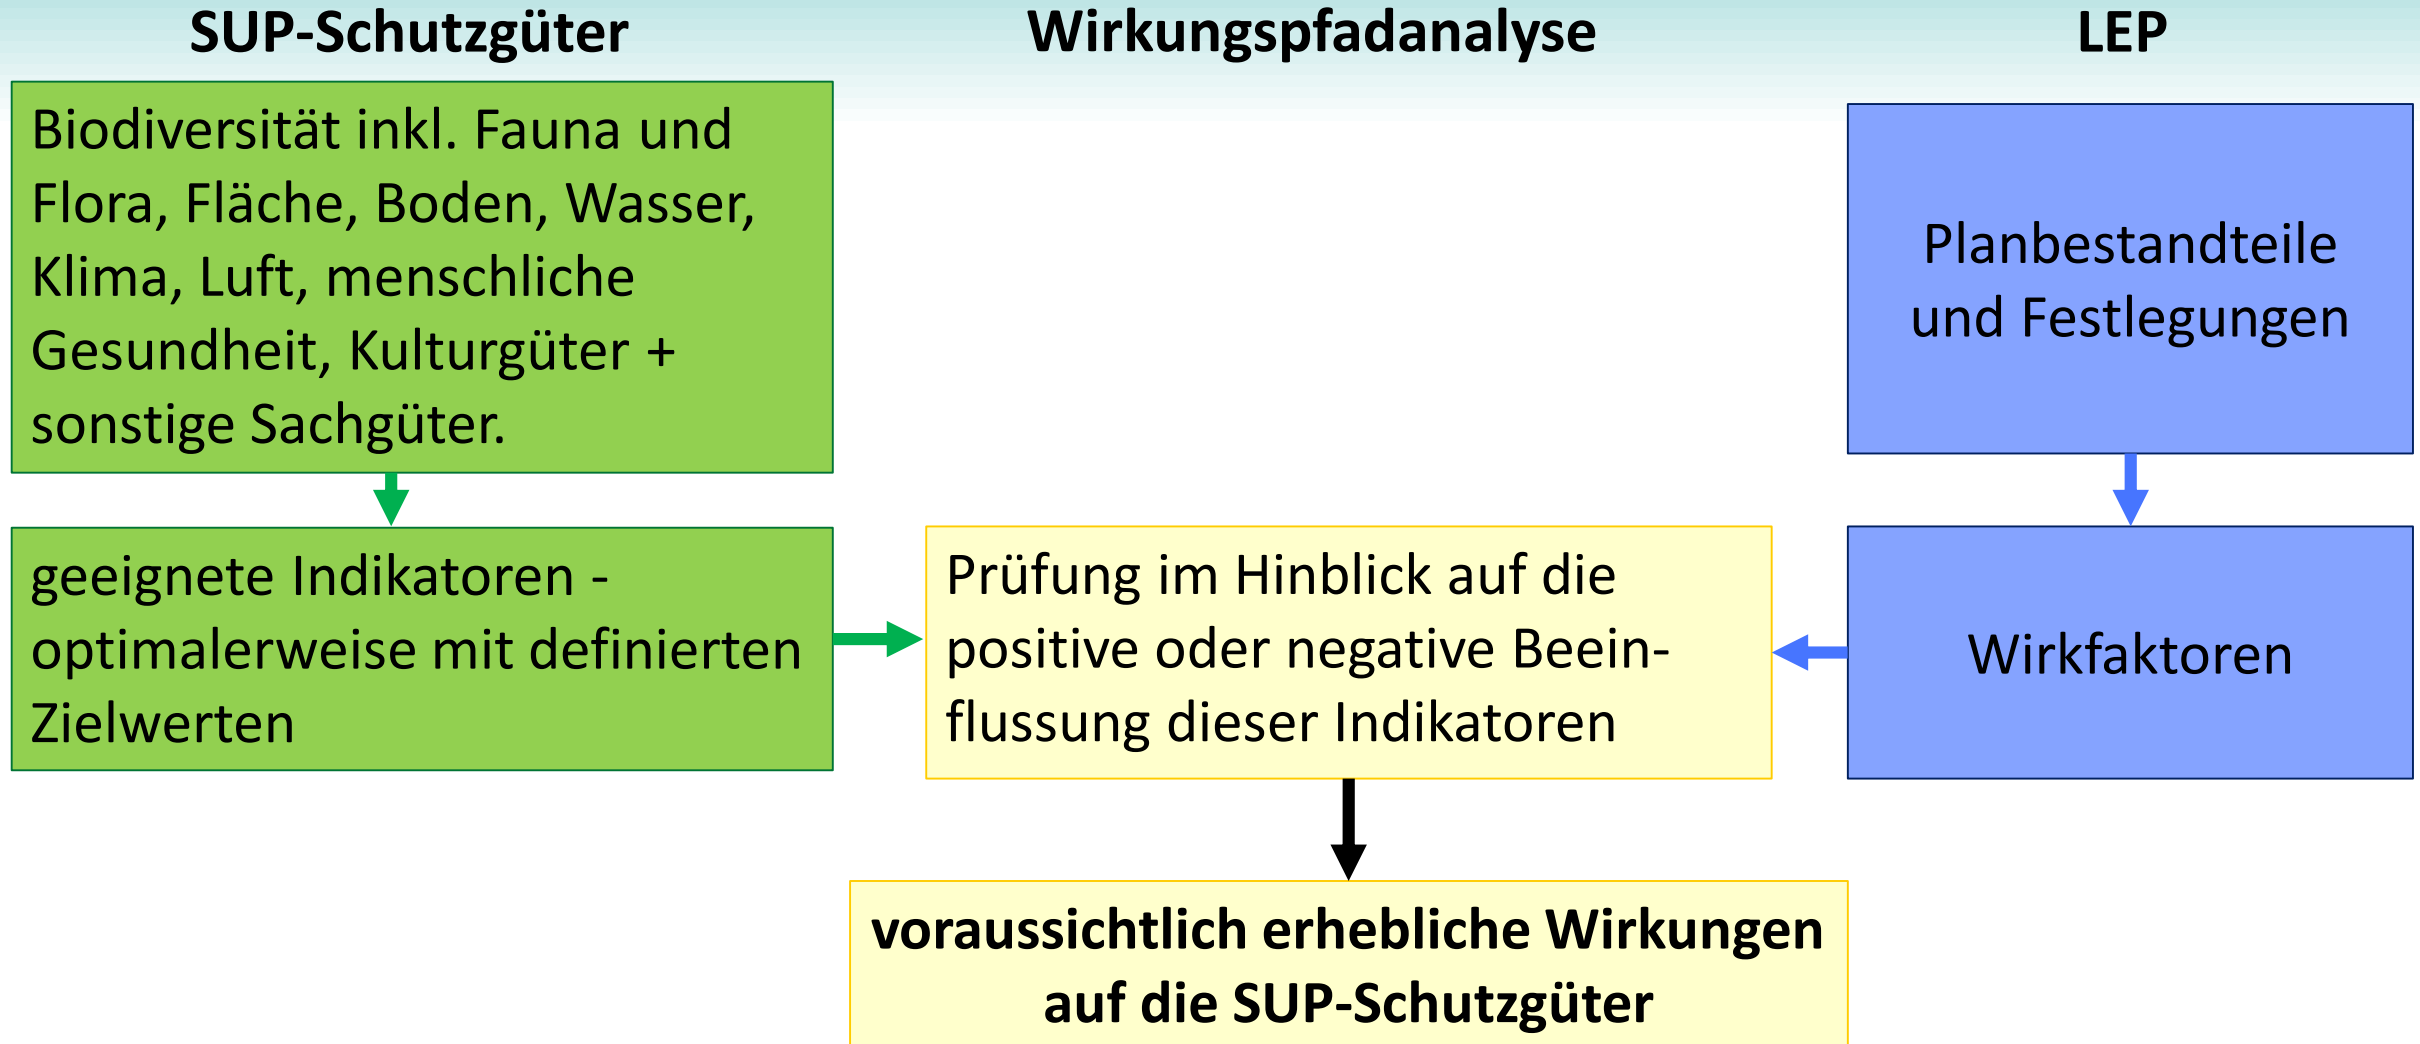 SUP-Schutzgüter
Wirkungspfadanalyse
LEP
Biodiversität inkl. Fauna und
Flora, Fläche, Boden, Wasser,
Klima, Luft, menschliche
Gesundheit, Kulturgüter +
sonstige Sachgüter.
Planbestandteile
und Festlegungen
geeignete Indikatoren -
optimalerweise mit definierten
Zielwerten
Prüfung im Hinblick auf die
positive oder negative Beein-
flussung dieser Indikatoren
Wirkfaktoren
voraussichtlich erhebliche Wirkungen
auf die SUP-Schutzgüter